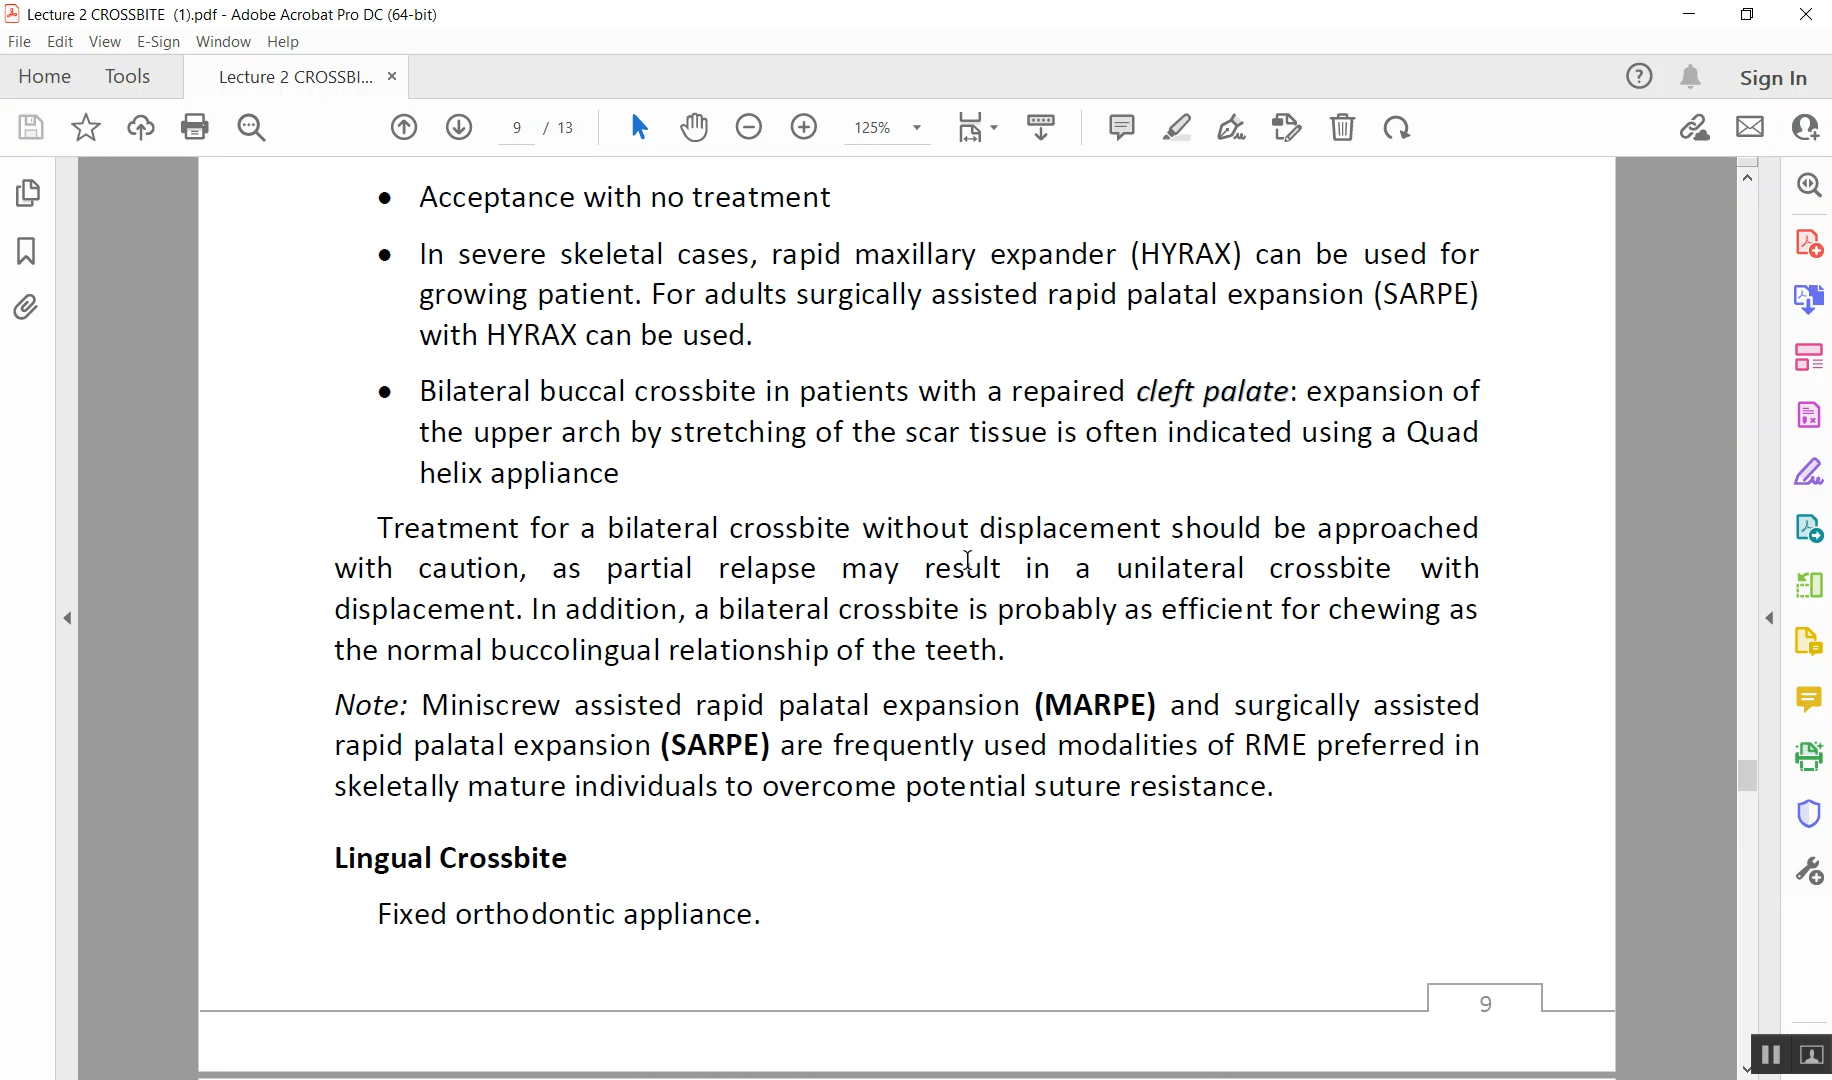 Lecture 2 CROSSBITE (1).pdf - Adobe Acrobat Pro DC (64-bit)
File Edit View E-Sign Window Help
Home Tools Lecture 2 CROSSBI... × Sign In
9 / 13 125%
• Acceptance with no treatment
• In severe skeletal cases, rapid maxillary expander (HYRAX) can be used for
growing patient. For adults surgically assisted rapid palatal expansion (SARPE)
with HYRAX can be used.
• Bilateral buccal crossbite in patients with a repaired cleft palate: expansion of
the upper arch by stretching of the scar tissue is often indicated using a Quad
helix appliance
Treatment for a bilateral crossbite without displacement should be approached
with caution, as partial relapse may result in a unilateral crossbite with
displacement. In addition, a bilateral crossbite is probably as efficient for chewing as
the normal buccolingual relationship of the teeth.
Note: Miniscrew assisted rapid palatal expansion (MARPE) and surgically assisted
rapid palatal expansion (SARPE) are frequently used modalities of RME preferred in
skeletally mature individuals to overcome potential suture resistance.
Lingual Crossbite
Fixed orthodontic appliance.
9